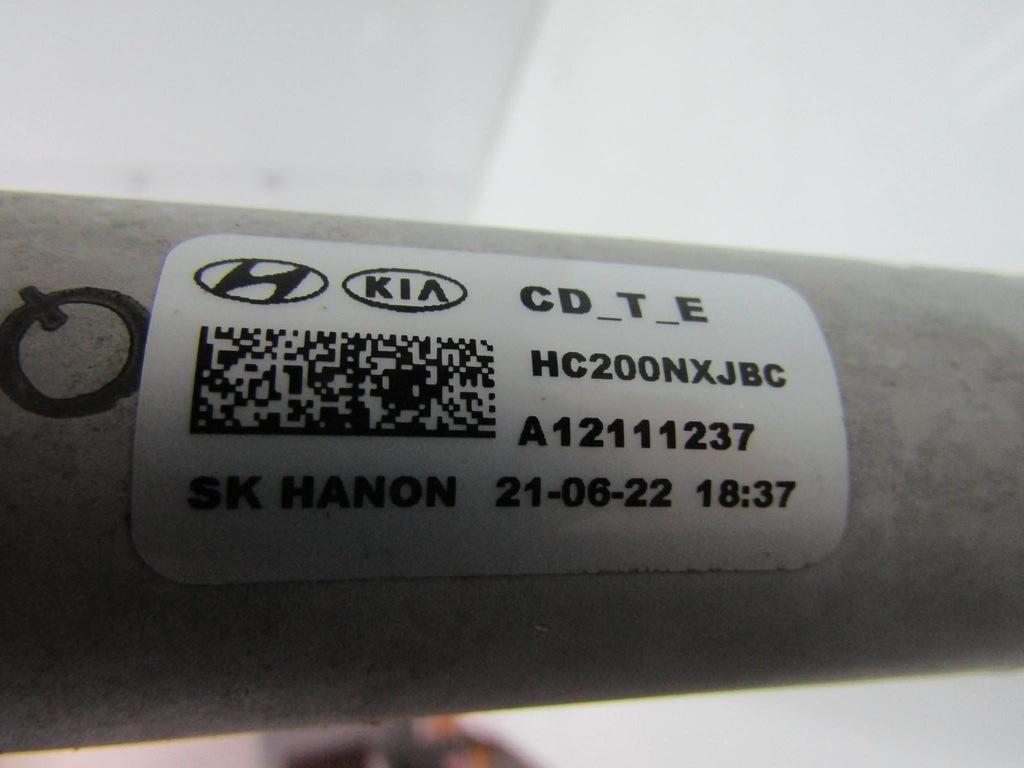 KIA CD_T_E
HC200NXJBC
A12111237
SK HANON 21-06-22 18:37